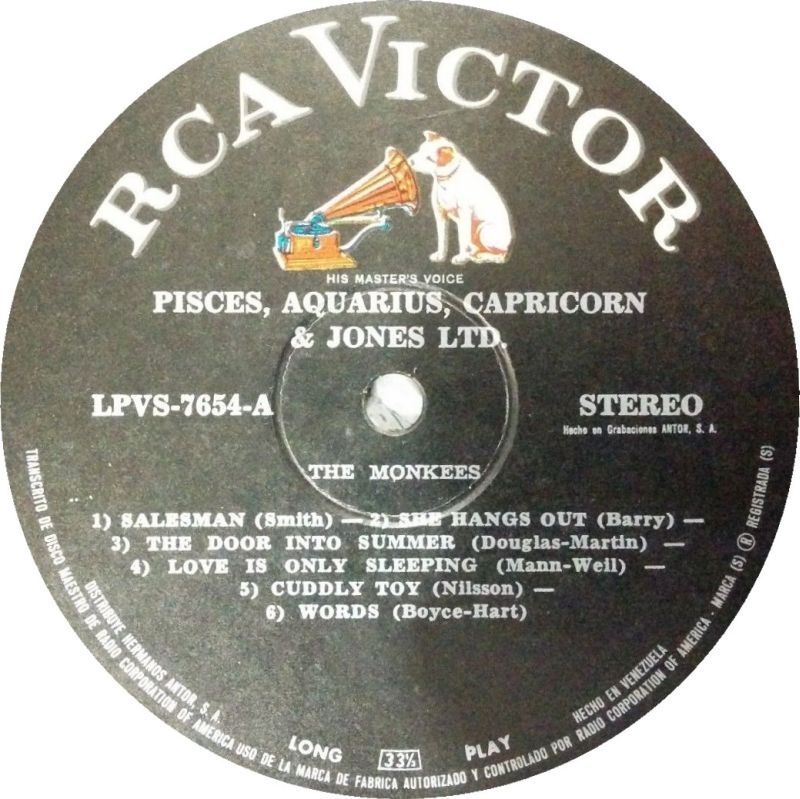 RCA VICTOR
HIS MASTER'S VOICE
PISCES, AQUARIUS, CAPRICORN
& JONES LTD.
LPVS-7654-A
STEREO
Hecho en Grabaciones ANTOR, S. A.
THE MONKEES
1) SALESMAN (Smith) — 2) SHE HANGS OUT (Barry) —
3) THE DOOR INTO SUMMER (Douglas-Martin) —
4) LOVE IS ONLY SLEEPING (Mann-Weil) —
5) CUDDLY TOY (Nilsson) —
6) WORDS (Boyce-Hart)
LONG 33⅓ PLAY
DISTRIBUYE HERMANOS ANTOR, S. A.
HECHO EN VENEZUELA
TRANSCRITO DE DISCO MAESTRO DE RADIO CORPORATION OF AMERICA USO DE LA MARCA DE FABRICA AUTORIZADO Y CONTROLADO POR RADIO CORPORATION OF AMERICA - MARCA (S) ® REGISTRADA (S)